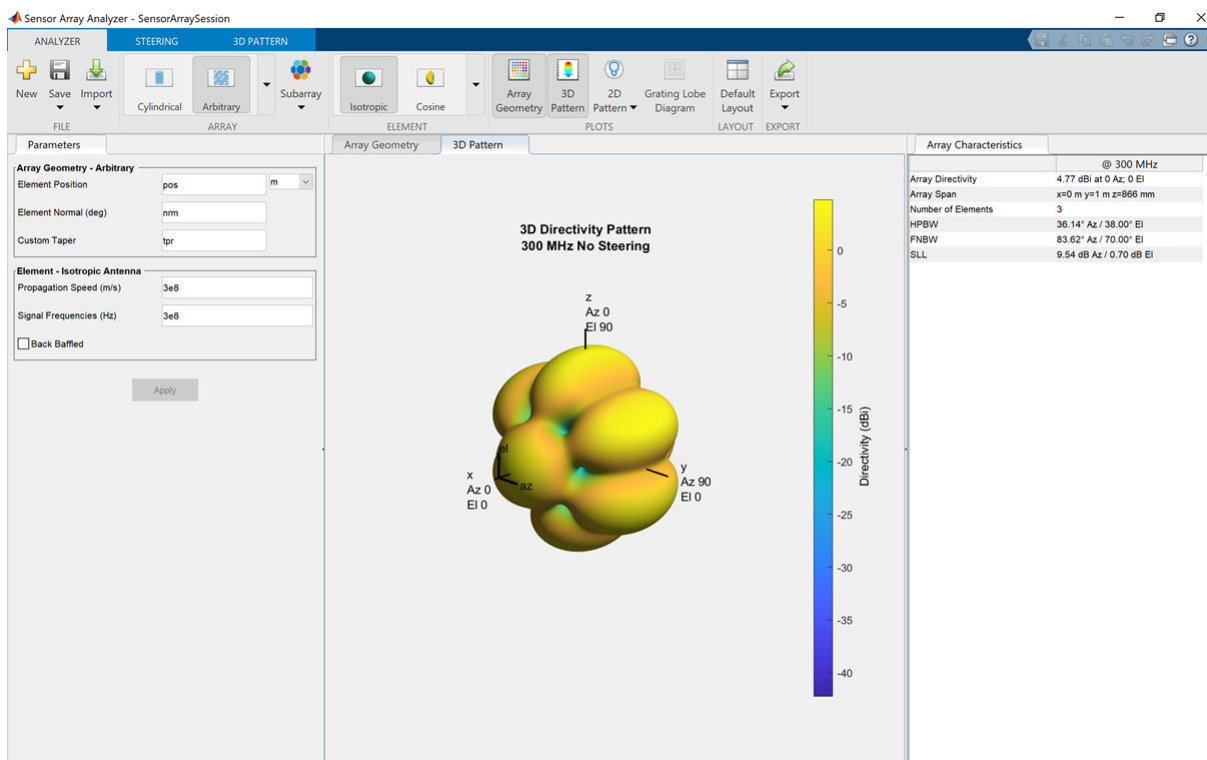 Sensor Array Analyzer - SensorArraySession
ANALYZER STEERING 3D PATTERN
New Save Import Cylindrical Arbitrary Subarray Isotropic Cosine Array Geometry 3D Pattern 2D Pattern Grating Lobe Diagram Default Layout Export
FILE ARRAY ELEMENT PLOTS LAYOUT EXPORT
Parameters
Array Geometry - Arbitrary
Element Position pos m
Element Normal (deg) nrm
Custom Taper tpr
Element - Isotropic Antenna
Propagation Speed (m/s) 3e8
Signal Frequencies (Hz) 3e8
Back Baffled
Apply
Array Geometry 3D Pattern
3D Directivity Pattern
300 MHz No Steering
z
Az 0
El 90
el
az
x
Az 0
El 0
y
Az 90
El 0
0
-5
-10
-15
-20
-25
-30
-35
-40
Directivity (dBi)
Array Characteristics
@ 300 MHz
Array Directivity 4.77 dBi at 0 Az; 0 El
Array Span x=0 m y=1 m z=866 mm
Number of Elements 3
HPBW 36.14° Az / 38.00° El
FNBW 83.62° Az / 70.00° El
SLL 9.54 dB Az / 0.70 dB El